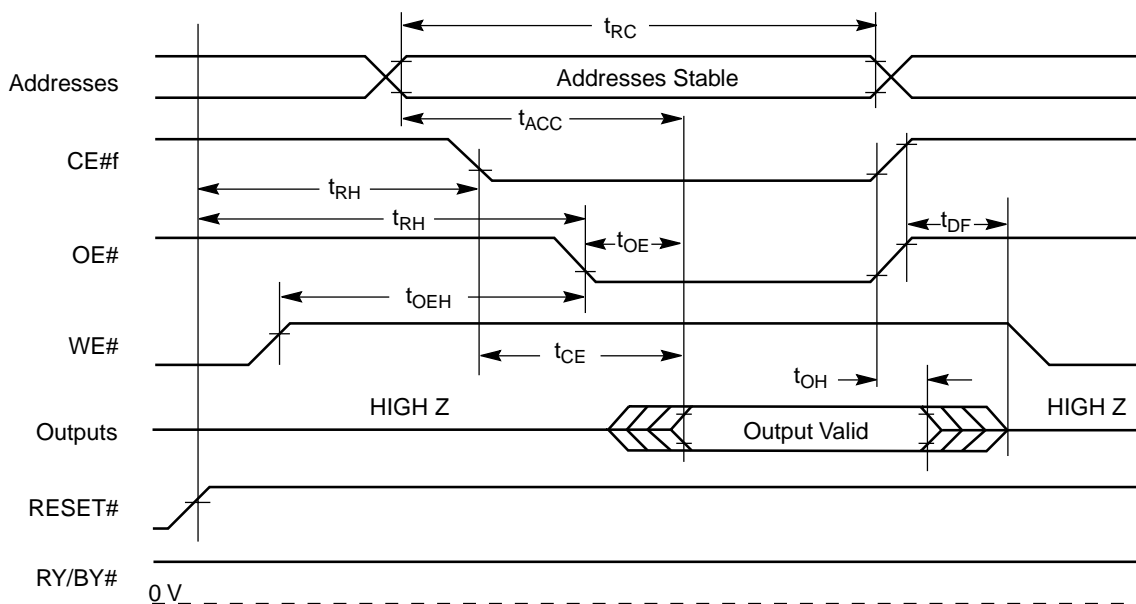 tRC
Addresses
Addresses Stable
tACC
CE#f
tRH
tRH
tOE
tDF
OE#
tOEH
WE#
tCE
tOH
HIGH Z
HIGH Z
Outputs
Output Valid
RESET#
RY/BY#
0 V